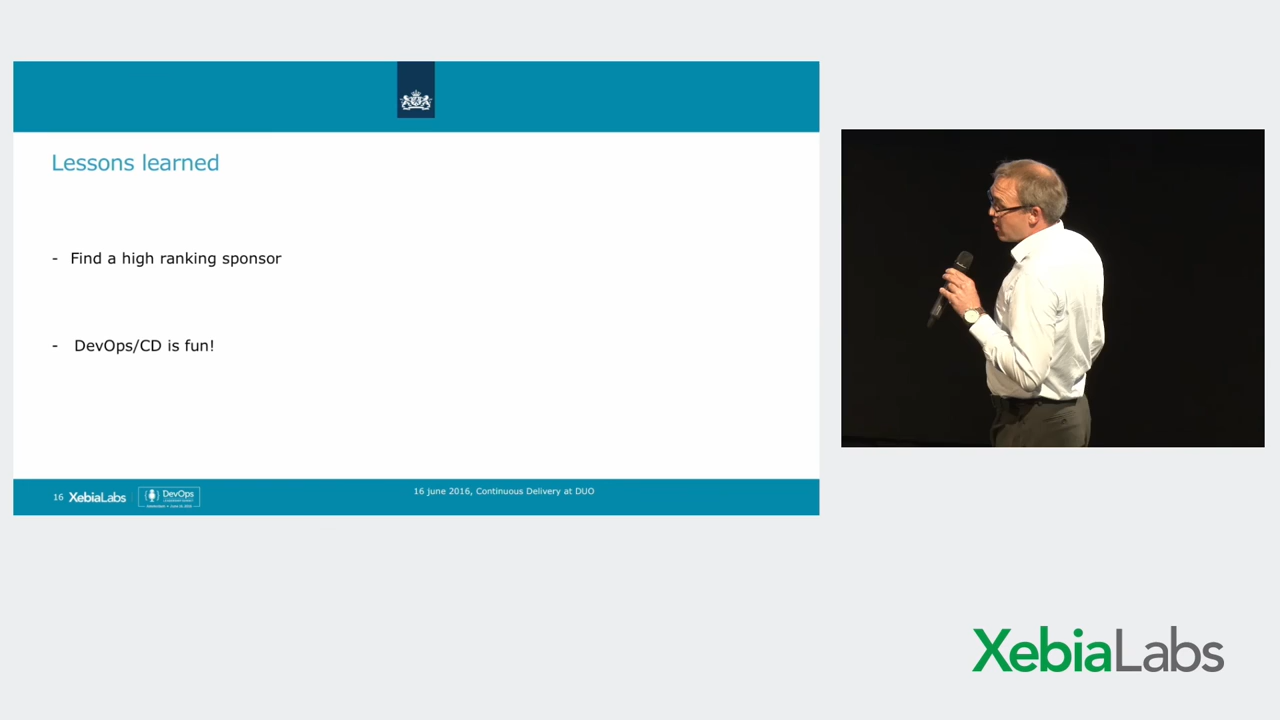 Lessons learned
- Find a high ranking sponsor
- DevOps/CD is fun!
16 XebiaLabs DevOps
16 june 2016, Continuous Delivery at DUO
XebiaLabs